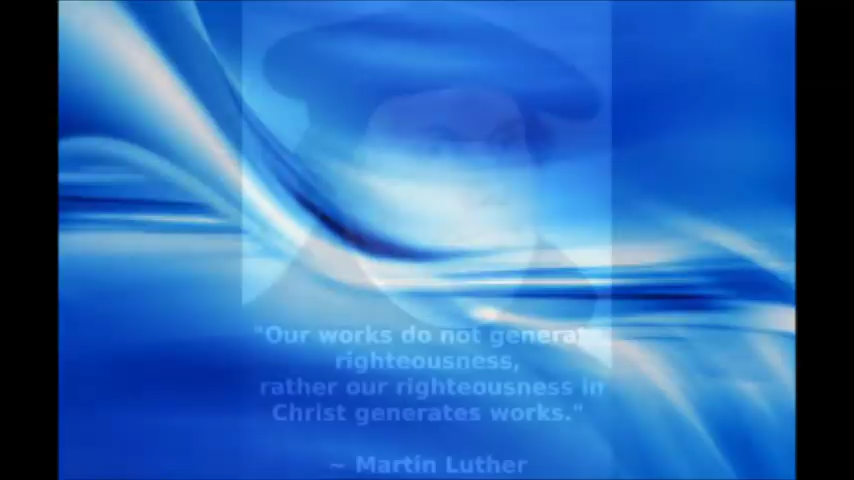 "Our works do not generate
righteousness,
rather our righteousness in
Christ generates works."
~ Martin Luther